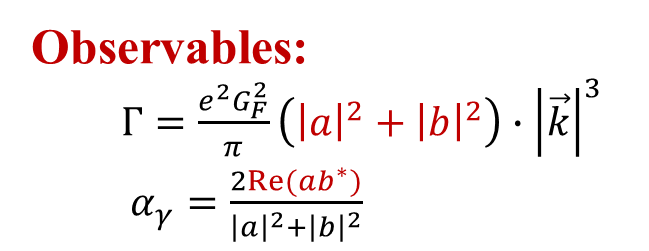 Observables:
Γ = e²G_F²/π (|a|² + |b|²) · |k⃗|³
α_γ = 2Re(ab*)/|a|²+|b|²